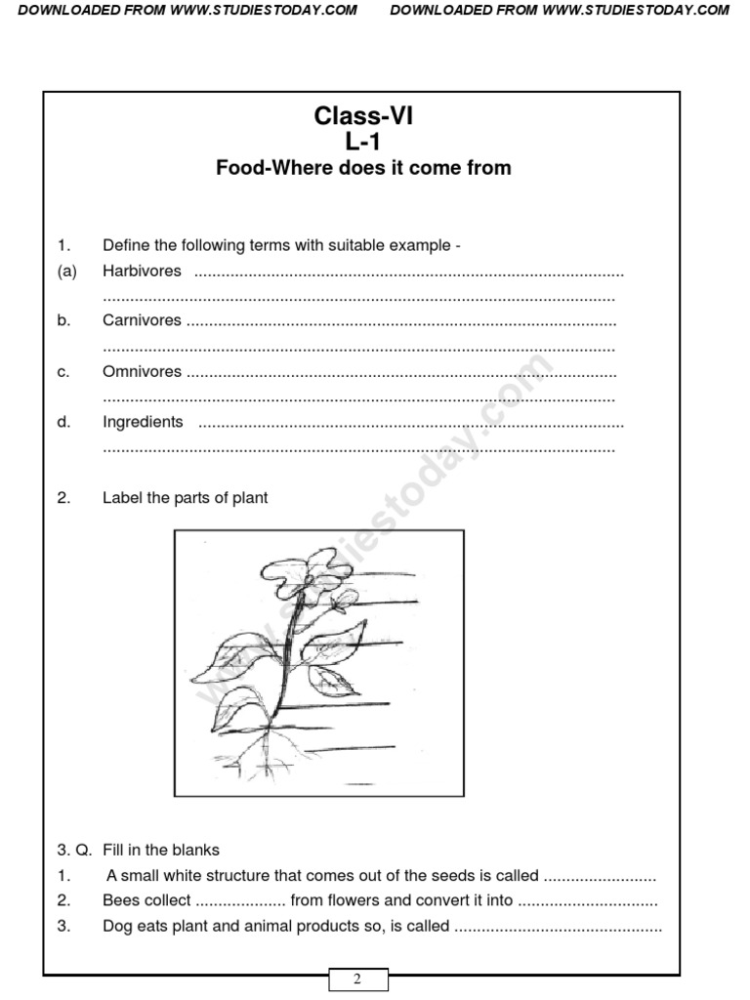 DOWNLOADED FROM WWW.STUDIESTODAY.COM DOWNLOADED FROM WWW.STUDIESTODAY.COM
Class-VI
L-1
Food-Where does it come from
1. Define the following terms with suitable example -
(a) Harbivores ................................................................................................
..................................................................................................................
b. Carnivores ................................................................................................
..................................................................................................................
c. Omnivores ................................................................................................
..................................................................................................................
d. Ingredients ...............................................................................................
..................................................................................................................
2. Label the parts of plant
www.studiestoday.com
3. Q. Fill in the blanks
1. A small white structure that comes out of the seeds is called .........................
2. Bees collect .................... from flowers and convert it into ...............................
3. Dog eats plant and animal products so, is called ..............................................
2